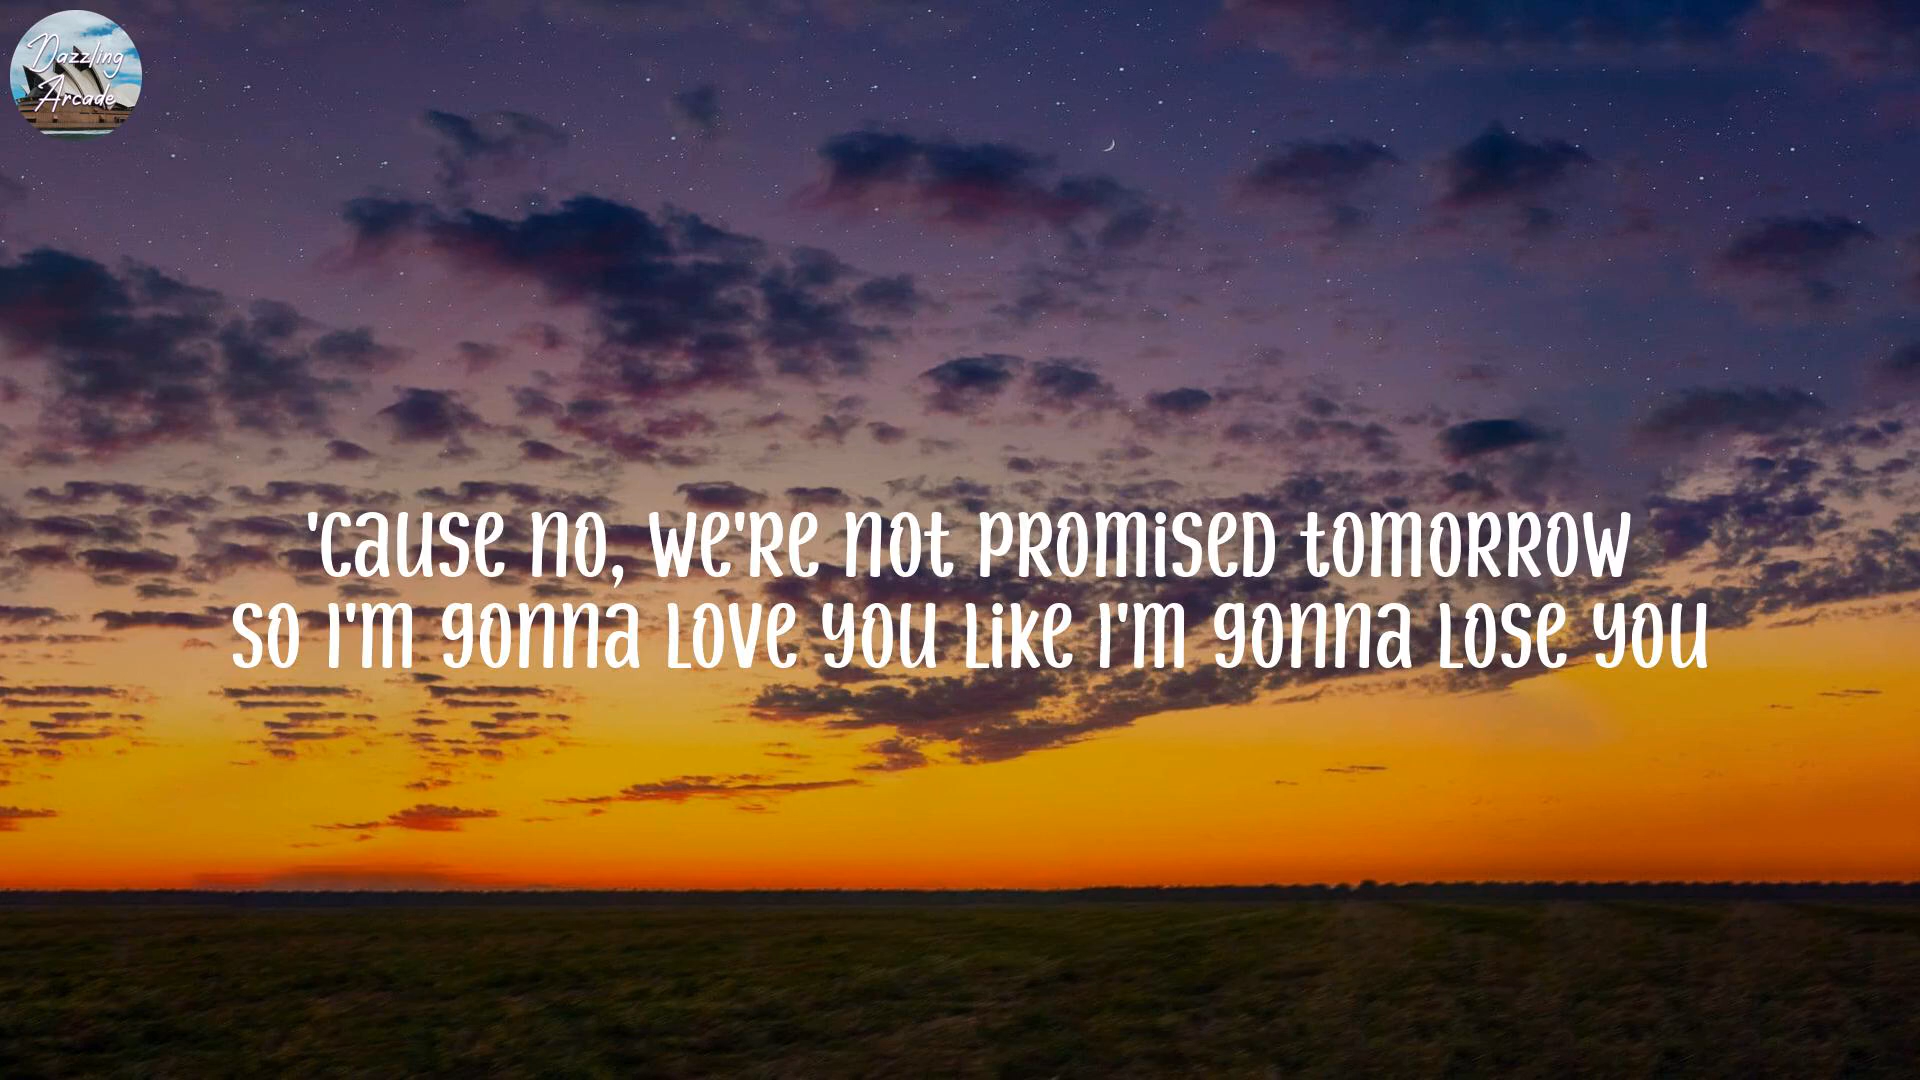 Dazzling
Arcade
'cause no, we're not promised tomorrow
so i'm gonna love you like i'm gonna lose you